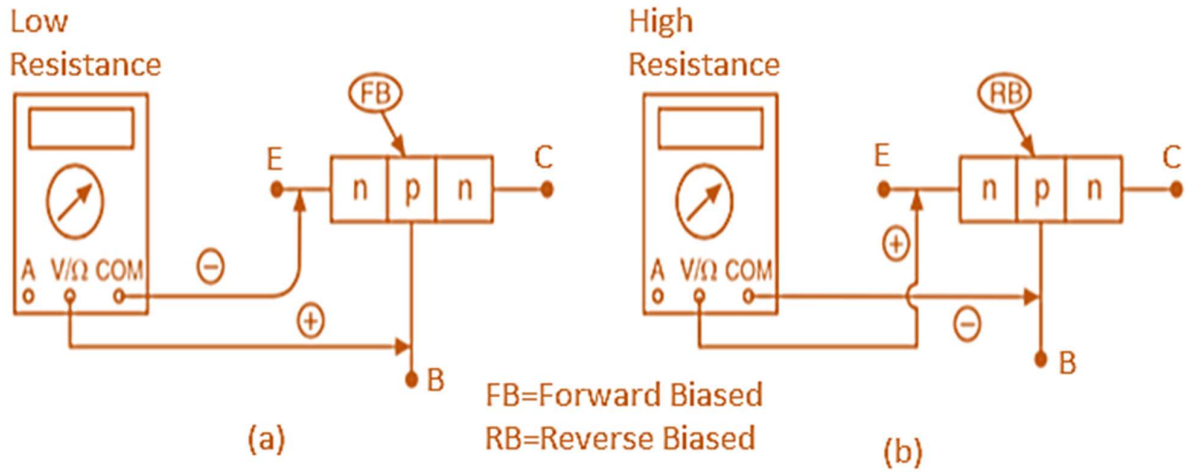 Low
Resistance
FB
E
C
n p n
A V/Ω COM
−
+
B
(a)
High
Resistance
RB
E
C
n p n
A V/Ω COM
+
−
B
(b)
FB=Forward Biased
RB=Reverse Biased